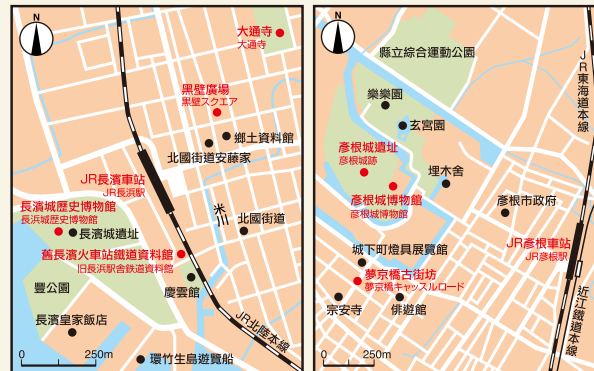 N
大通寺
大通寺
黑壁廣場
黒壁スクエア
鄉土資料館
北國街道安藤家
JR長濱車站
JR長浜駅
米川
長濱城歷史博物館
長浜城歴史博物館
長濱城遺址
北國街道
舊長濱火車站鐵道資料館
旧長浜駅舎鉄道資料館
豐公園
慶雲館
長濱皇家飯店
JR北陸本線
0 250m
環竹生島遊覽船
N
縣立綜合運動公園
JR東海道本線
樂樂園
玄宮園
彥根城遺址
彦根城跡
埋木舍
彥根城博物館
彦根城博物館
彥根市政府
JR彥根車站
JR彦根駅
城下町燈具展覽館
夢京橋古街坊
夢京橋キャッスルロード
宗安寺
俳遊館
近江鐵道本線
0 250m